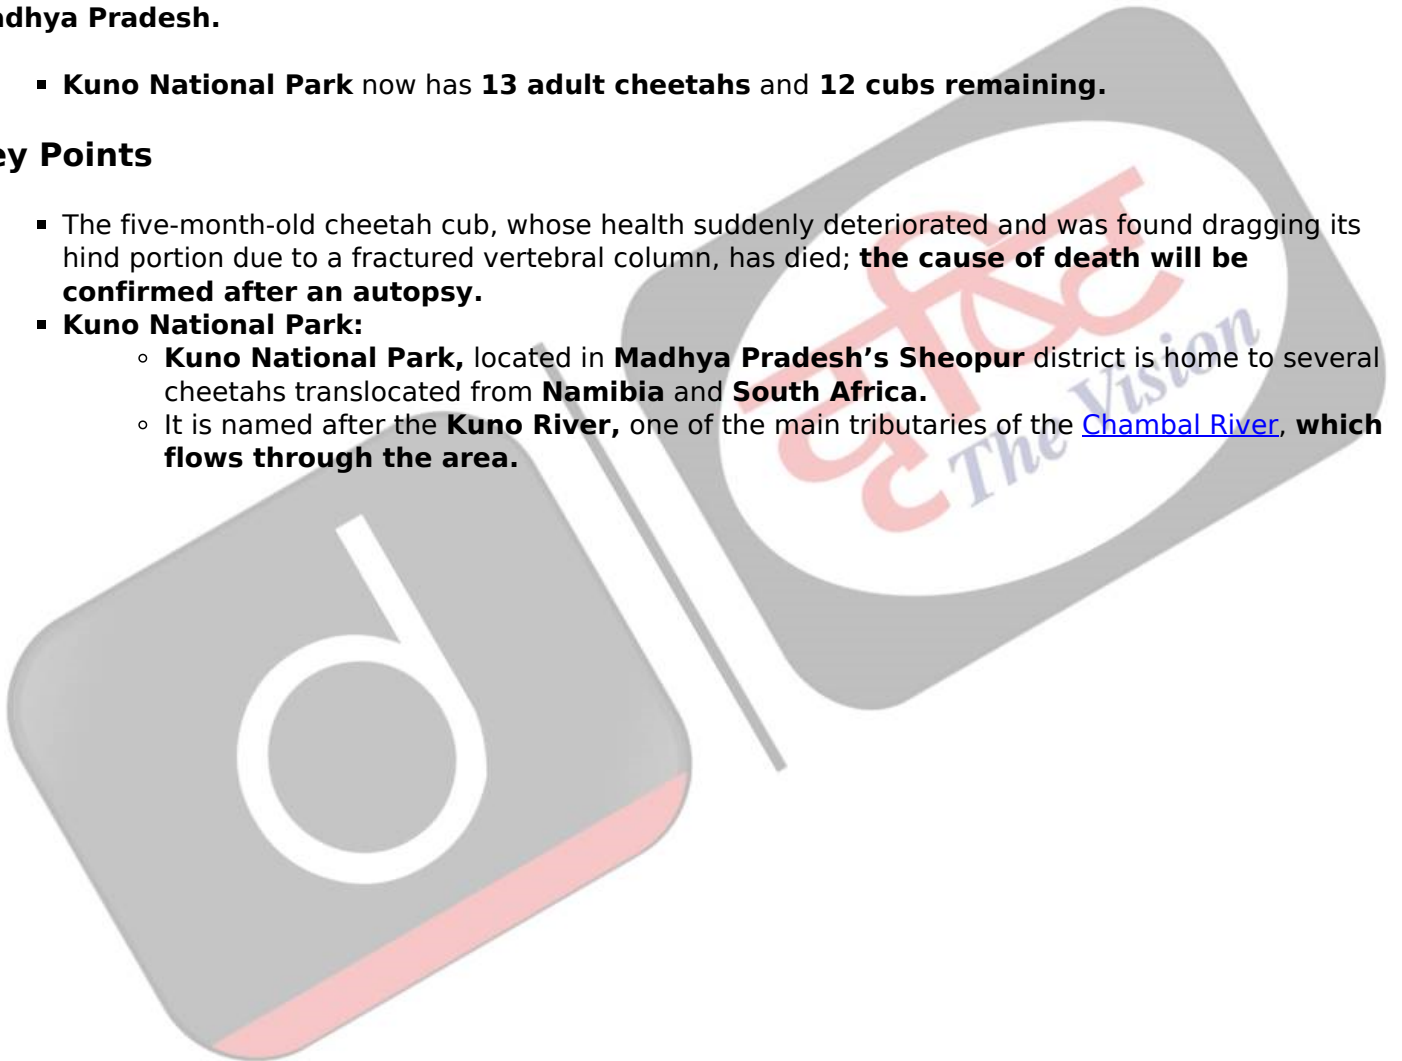 adhya Pradesh.
▪ Kuno National Park now has 13 adult cheetahs and 12 cubs remaining.
ey Points
▪ The five-month-old cheetah cub, whose health suddenly deteriorated and was found dragging its
hind portion due to a fractured vertebral column, has died; the cause of death will be
confirmed after an autopsy.
▪ Kuno National Park:
◦ Kuno National Park, located in Madhya Pradesh’s Sheopur district is home to several
cheetahs translocated from Namibia and South Africa.
◦ It is named after the Kuno River, one of the main tributaries of the Chambal River, which
flows through the area.
d
दृष्टि
The Vision